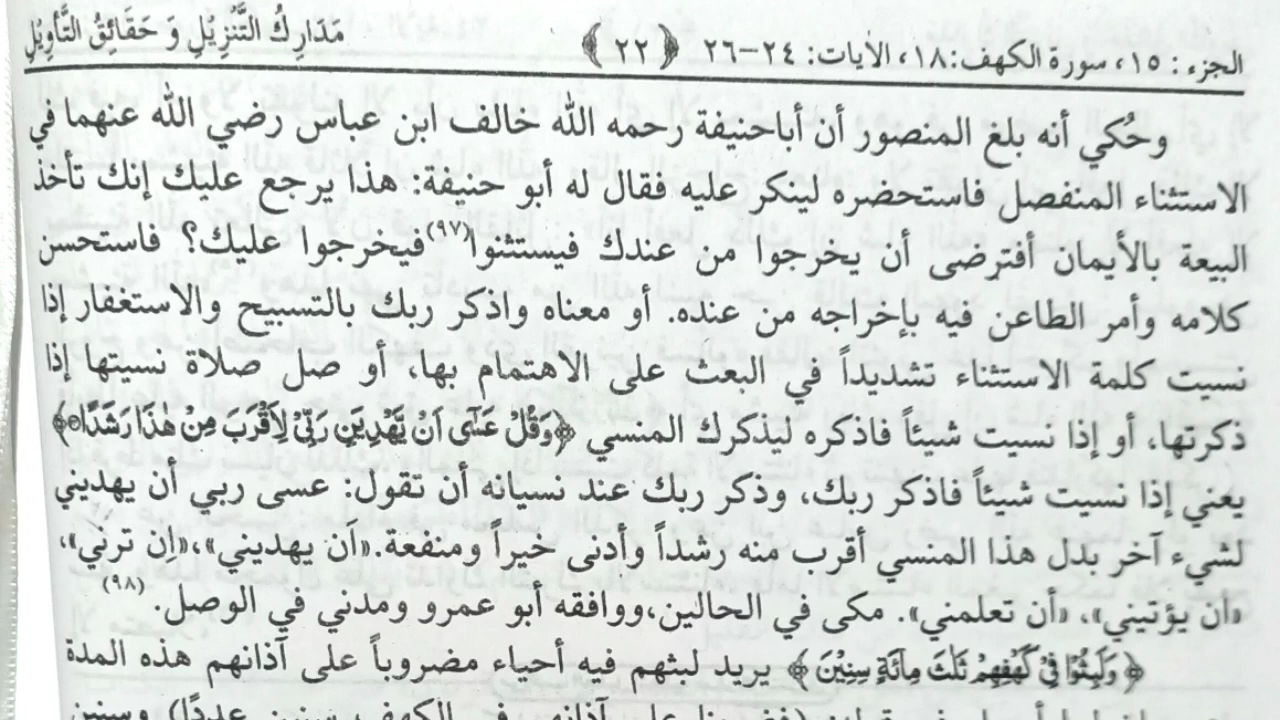 الجزء: ١٥، سورة الكهف: ١٨، الآيات: ٢٤-٢٦ ﴿٢٢﴾ مَدَارِكُ التَّنْزِيْلِ وَ حَقَائِقُ التَّأْوِيْلِ
وحُكي أنه بلغ المنصور أن أباحنيفة رحمه الله خالف ابن عباس رضي الله عنهما في
الاستثناء المنفصل فاستحضره لينكر عليه فقال له أبو حنيفة: هذا يرجع عليك إنك تأخذ
البيعة بالأيمان أفترضى أن يخرجوا من عندك فيستثنوا(٩٧) فيخرجوا عليك؟ فاستحسن
كلامه وأمر الطاعن فيه بإخراجه من عنده. أو معناه واذكر ربك بالتسبيح والاستغفار إذا
نسيت كلمة الاستثناء تشديداً في البعث على الاهتمام بها، أو صل صلاة نسيتها إذا
ذكرتها، أو إذا نسيت شيئاً فاذكره ليذكرك المنسي ﴿وَقُلْ عَسٰٓى اَنْ يَّهْدِيَنِ رَبِّيْ لِاَقْرَبَ مِنْ هٰذَا رَشَدًا﴾
يعني إذا نسيت شيئاً فاذكر ربك، وذكر ربك عند نسيانه أن تقول: عسى ربي أن يهديني
لشيء آخر بدل هذا المنسي أقرب منه رشداً وأدنى خيراً ومنفعة. «أن يهديني»، «إن ترني»،
«أن يؤتيني»، «أن تعلمني». مكى في الحالين، ووافقه أبو عمرو ومدني في الوصل. (٩٨)
﴿وَلَبِثُوْا فِيْ كَهْفِهِمْ ثَلٰثَ مِائَةٍ سِنِيْنَ﴾ يريد لبثهم فيه أحياء مضروباً على آذانهم هذه المدة